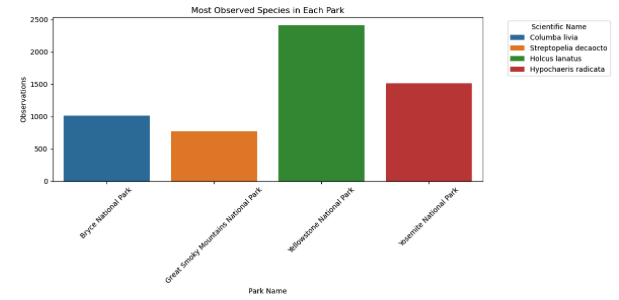 Most Observed Species in Each Park
Scientific Name
Columba livia
Streptopelia decaocto
Holcus lanatus
Hypochaeris radicata
Observations
2500
2000
1500
1000
500
0
Bryce National Park
Great Smoky Mountains National Park
Yellowstone National Park
Yosemite National Park
Park Name